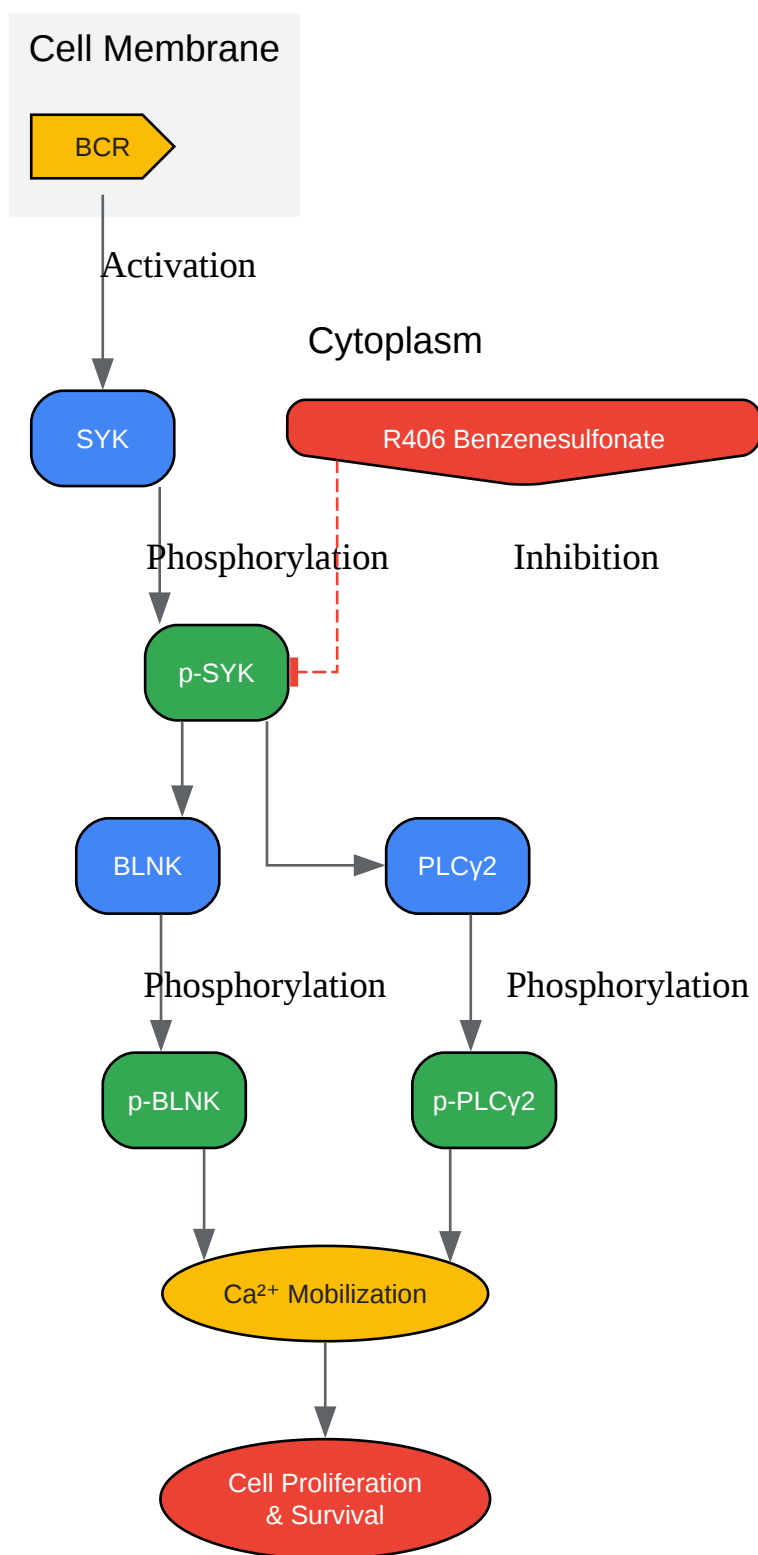 Cell Membrane
BCR
Activation
Cytoplasm
SYK
R406 Benzenesulfonate
Phosphorylation
Inhibition
p-SYK
BLNK
PLCγ2
Phosphorylation
Phosphorylation
p-BLNK
p-PLCγ2
Ca²⁺ Mobilization
Cell Proliferation
& Survival